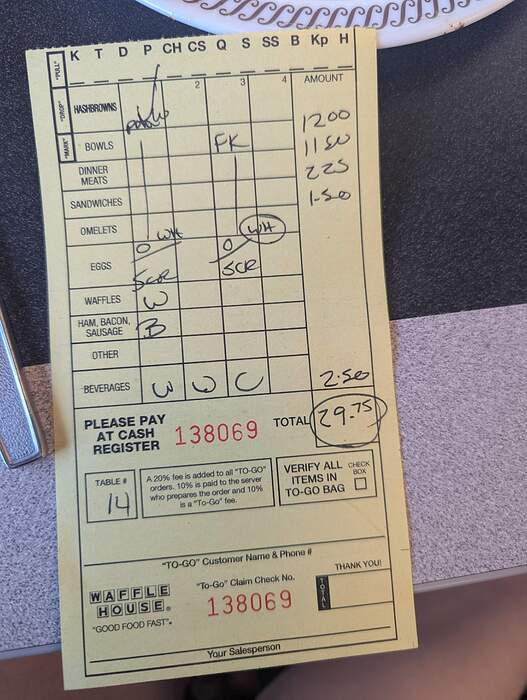 K T D P CH CS Q S SS B Kp H
"PULL" "DROP" "MARK"
2 3 4 AMOUNT
HASHBROWNS
1200
BOWLS FK 1150
DINNER MEATS 225
SANDWICHES 1.50
OMELETS WH WH
EGGS O SCR O SCR
WAFFLES W
HAM, BACON, SAUSAGE B
OTHER
BEVERAGES W W C 2.50
PLEASE PAY AT CASH REGISTER 138069 TOTAL 29.75
TABLE # 14
A 20% fee is added to all "TO-GO"
orders. 10% is paid to the server
who prepares the order and 10%
is a "To-Go" fee.
VERIFY ALL ITEMS IN TO-GO BAG
CHECK BOX
"TO-GO" Customer Name & Phone #
WAFFLE HOUSE®
"GOOD FOOD FAST"®
"To-Go" Claim Check No.
138069
THANK YOU!
TOTAL
Your Salesperson